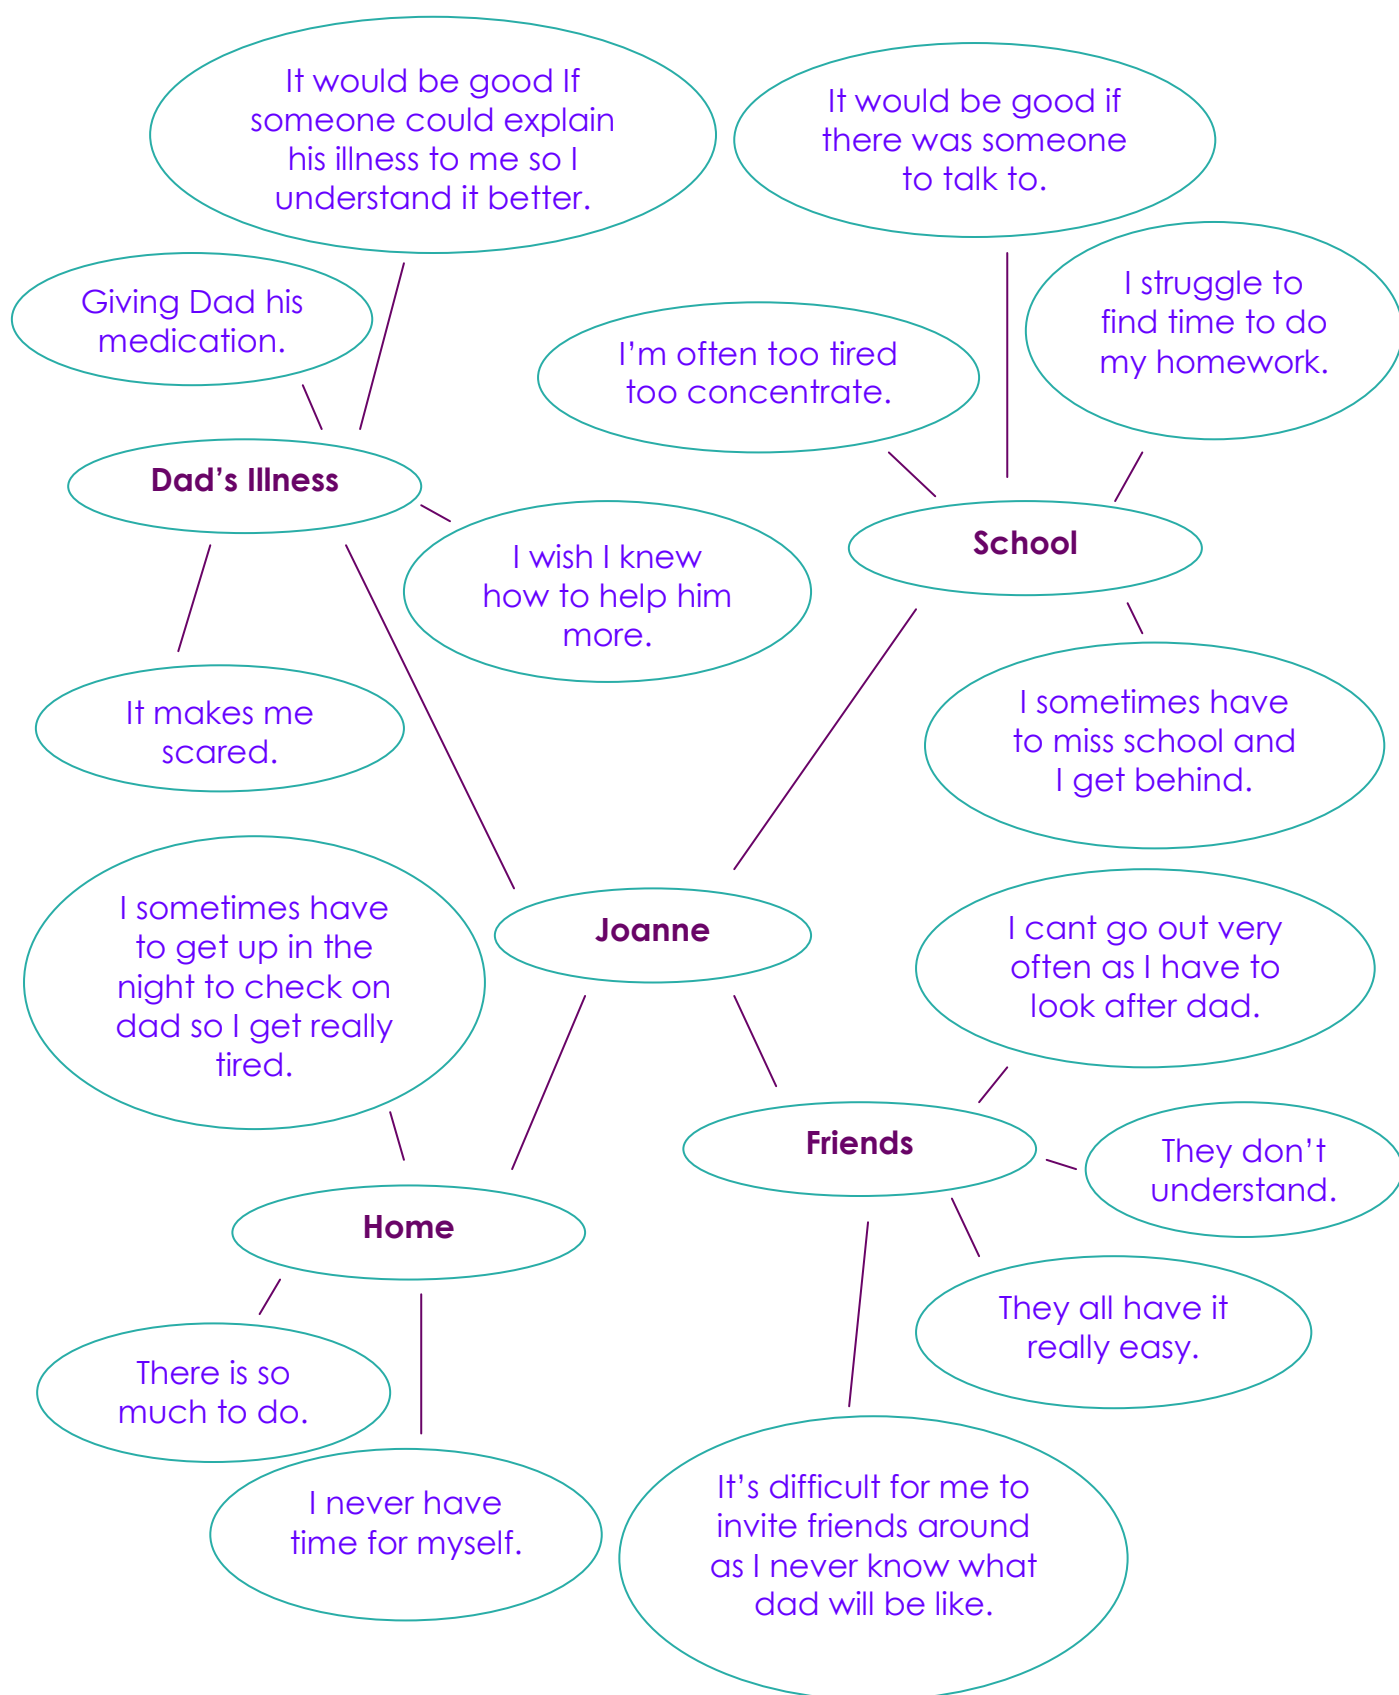 It would be good If
someone could explain
his illness to me so I
understand it better.
It would be good if
there was someone
to talk to.
Giving Dad his
medication.
I'm often too tired
too concentrate.
I struggle to
find time to do
my homework.
Dad's Illness
School
I wish I knew
how to help him
more.
It makes me
scared.
I sometimes have
to miss school and
I get behind.
I sometimes have
to get up in the
night to check on
dad so I get really
tired.
Joanne
I cant go out very
often as I have to
look after dad.
Friends
They don't
understand.
Home
They all have it
really easy.
There is so
much to do.
I never have
time for myself.
It's difficult for me to
invite friends around
as I never know what
dad will be like.